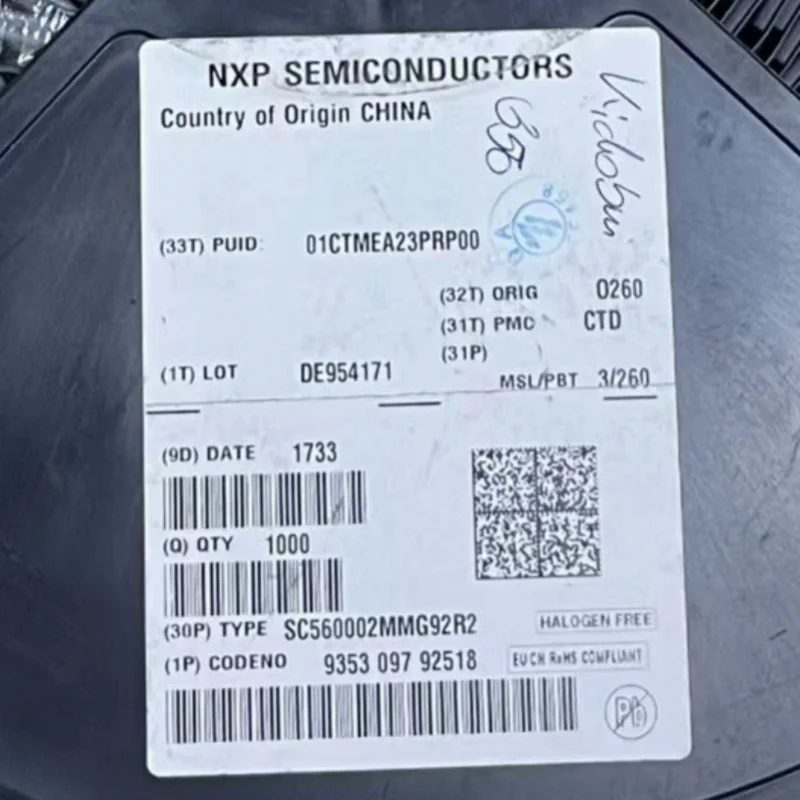 NXP SEMICONDUCTORS
Country of Origin CHINA
(33T) PUID: 01CTMEA23PRP00
(32T) ORIG 0260
(31T) PMC CTD
(31P)
(1T) LOT DE954171
MSL/PBT 3/260
(9D) DATE 1733
(Q) QTY 1000
(30P) TYPE SC560002MMG92R2
HALOGEN FREE
(1P) CODENO 9353 097 92518
EU/CN RoHS COMPLIANT
Pb